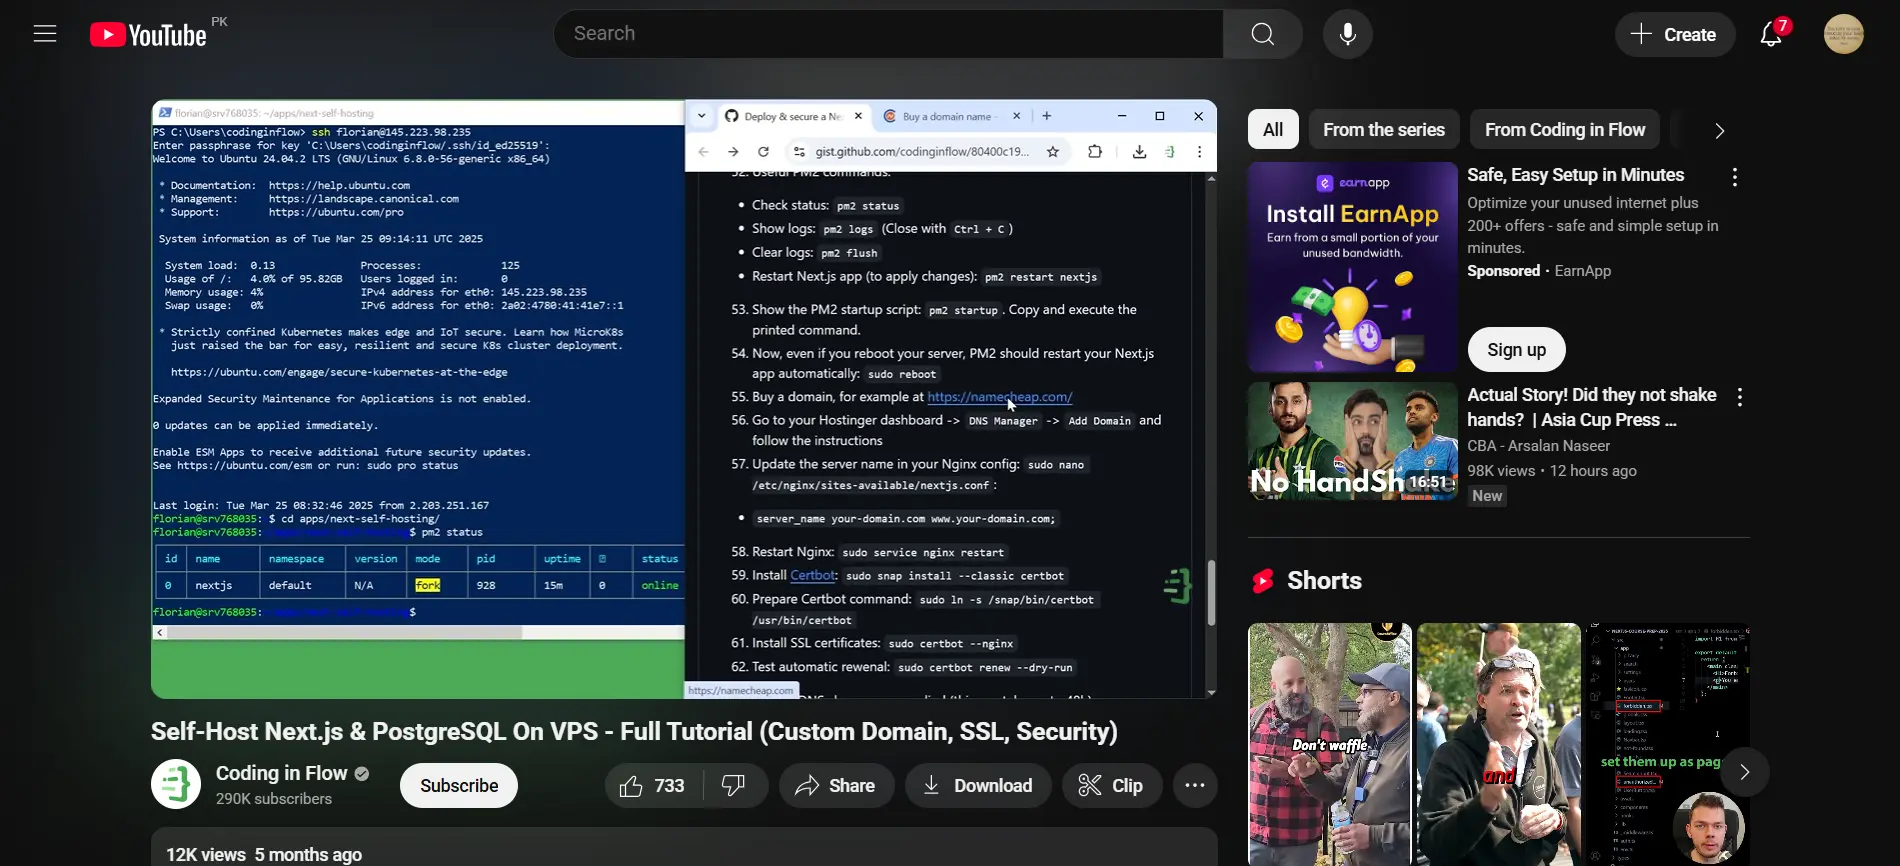 YouTube PK
Search
Create
7
florian@srv768035: ~/apps/next-self-hosting
PS C:\Users\codinginflow> ssh florian@145.223.98.235
Enter passphrase for key 'C:\Users\codinginflow/.ssh/id_ed25519':
Welcome to Ubuntu 24.04.2 LTS (GNU/Linux 6.8.0-56-generic x86_64)
* Documentation: https://help.ubuntu.com
* Management: https://landscape.canonical.com
* Support: https://ubuntu.com/pro
System information as of Tue Mar 25 09:14:11 UTC 2025
System load: 0.13 Processes: 125
Usage of /: 4.0% of 95.82GB Users logged in: 0
Memory usage: 4% IPv4 address for eth0: 145.223.98.235
Swap usage: 0% IPv6 address for eth0: 2a02:4780:41:41e7::1
* Strictly confined Kubernetes makes edge and IoT secure. Learn how MicroK8s
just raised the bar for easy, resilient and secure K8s cluster deployment.
https://ubuntu.com/engage/secure-kubernetes-at-the-edge
Expanded Security Maintenance for Applications is not enabled.
0 updates can be applied immediately.
Enable ESM Apps to receive additional future security updates.
See https://ubuntu.com/esm or run: sudo pro status
Last login: Tue Mar 25 08:32:46 2025 from 2.203.251.167
florian@srv768035: $ cd apps/next-self-hosting/
florian@srv768035: $ pm2 status
id name namespace version mode pid uptime status
0 nextjs default N/A fork 928 15m 0 online
florian@srv768035: $
Deploy & secure a Ne
Buy a domain name -
gist.github.com/codinginflow/80400c19...
52. Useful PM2 commands:
• Check status: pm2 status
• Show logs: pm2 logs (Close with Ctrl + C )
• Clear logs: pm2 flush
• Restart Next.js app (to apply changes): pm2 restart nextjs
53. Show the PM2 startup script: pm2 startup . Copy and execute the
printed command.
54. Now, even if you reboot your server, PM2 should restart your Next.js
app automatically: sudo reboot
55. Buy a domain, for example at https://namecheap.com/
56. Go to your Hostinger dashboard -> DNS Manager -> Add Domain and
follow the instructions
57. Update the server name in your Nginx config: sudo nano
/etc/nginx/sites-available/nextjs.conf :
• server_name your-domain.com www.your-domain.com;
58. Restart Nginx: sudo service nginx restart
59. Install Certbot: sudo snap install --classic certbot
60. Prepare Certbot command: sudo ln -s /snap/bin/certbot
/usr/bin/certbot
61. Install SSL certificates: sudo certbot --nginx
62. Test automatic rewenal: sudo certbot renew --dry-run
https://namecheap.com
Self-Host Next.js & PostgreSQL On VPS - Full Tutorial (Custom Domain, SSL, Security)
Coding in Flow
290K subscribers
Subscribe
733
Share
Download
Clip
12K views 5 months ago
All
From the series
From Coding in Flow
earnapp
Install EarnApp
Earn from a small portion of your
unused bandwidth.
Safe, Easy Setup in Minutes
Optimize your unused internet plus
200+ offers - safe and simple setup in
minutes.
Sponsored · EarnApp
Sign up
No HandSh
16:51
Actual Story! Did they not shake
hands? | Asia Cup Press ...
CBA - Arsalan Naseer
98K views · 12 hours ago
New
Shorts
Don't waffle
and
set them up as pag